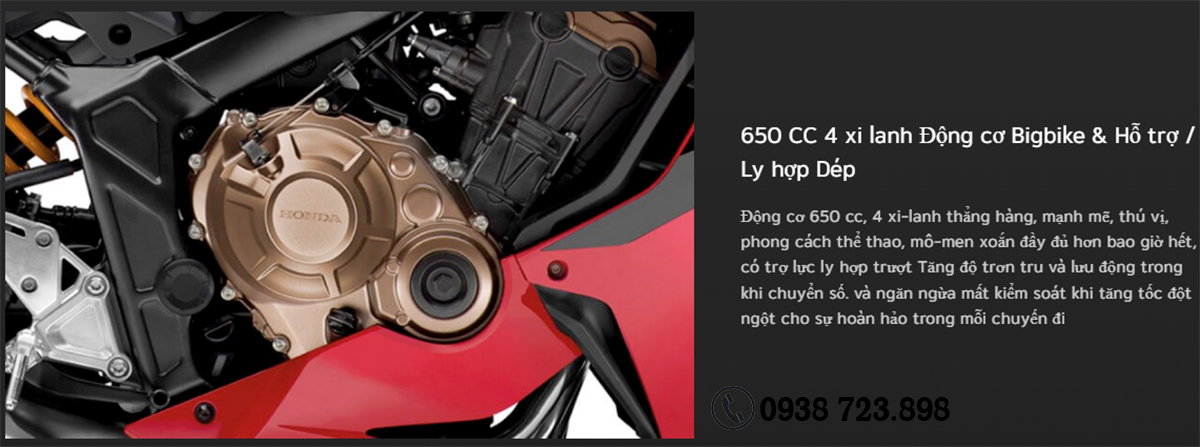 HONDA
650 CC 4 xi lanh Động cơ Bigbike & Hỗ trợ /
Ly hợp Dép
Động cơ 650 cc, 4 xi-lanh thẳng hàng, mạnh mẽ, thú vị,
phong cách thể thao, mô-men xoắn đầy đủ hơn bao giờ hết,
có trợ lực ly hợp trượt Tăng độ trơn tru và lưu động trong
khi chuyển số. và ngăn ngừa mất kiểm soát khi tăng tốc đột
ngột cho sự hoàn hảo trong mỗi chuyến đi
0938 723.898